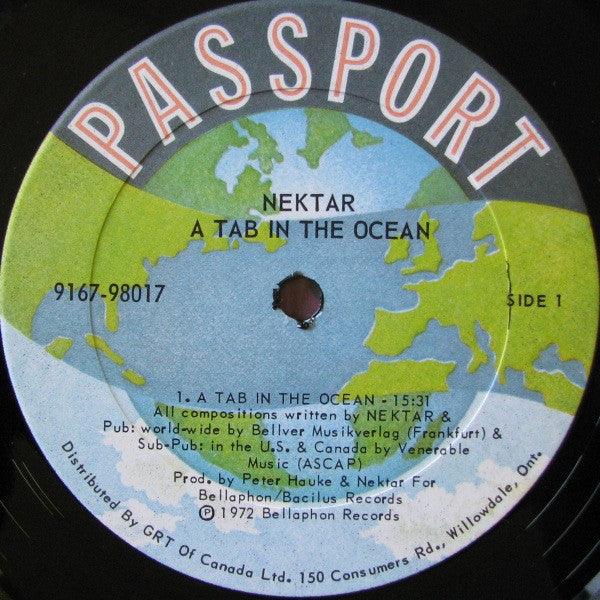 PASSPORT
NEKTAR
A TAB IN THE OCEAN
9167-98017
SIDE 1
1. A TAB IN THE OCEAN - 15:31
All compositions written by NEKTAR &
Pub: world-wide by Bellver Musikverlag (Frankfurt) &
Sub-Pub: in the U.S. & Canada by Venerable
Music (ASCAP)
Prod. by Peter Hauke & Nektar For
Bellaphon/Bacilus Records
Ⓟ 1972 Bellaphon Records
Distributed By GRT Of Canada Ltd. 150 Consumers Rd., Willowdale, Ont.